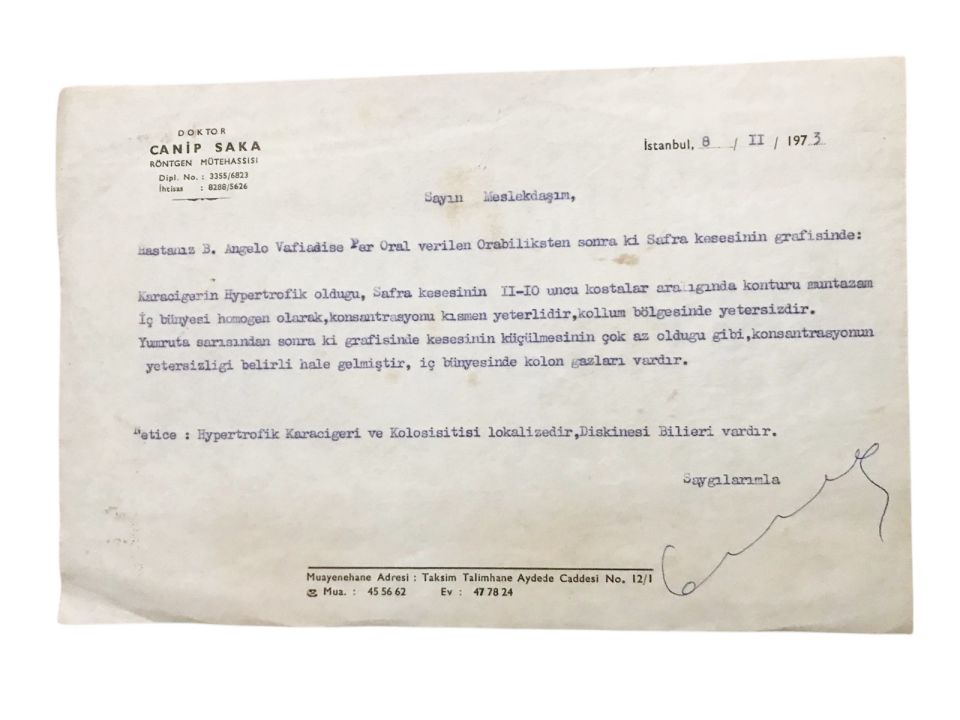 DOKTOR
CANİP SAKA
RÖNTGEN MÜTEHASSISI
Dipl. No. : 3355/6823
İhtisas : 8288/5626
İstanbul, 8 / II / 1973
Sayın Meslekdaşım,
Hastanız B. Angelo Vafiadise Per Oral verilen Orabiliksten sonra ki Safra kesesinin grafisinde:
Karacigerin Hypertrofik oldugu, Safra kesesinin II-IO uncu kostalar aralıgında konturu muntazam
İç bünyesi homogen olarak,konsantrasyonu kısmen yeterlidir,kollum bölgesinde yetersizdir.
Yumruta sarısından sonra ki grafisinde kesesinin küçülmesinin çok az oldugu gibi,konsantrasyonun
yetersizligi belirli hale gelmiştir, iç bünyesinde kolon gazları vardır.
Netice : Hypertrofik Karacigeri ve Kolosisitisi lokalizedir,Diskinesi Bilieri vardır.
Saygılarımla
Muayenehane Adresi : Taksim Talimhane Aydede Caddesi No. 12/1
Mua. : 45 56 62 Ev : 47 78 24